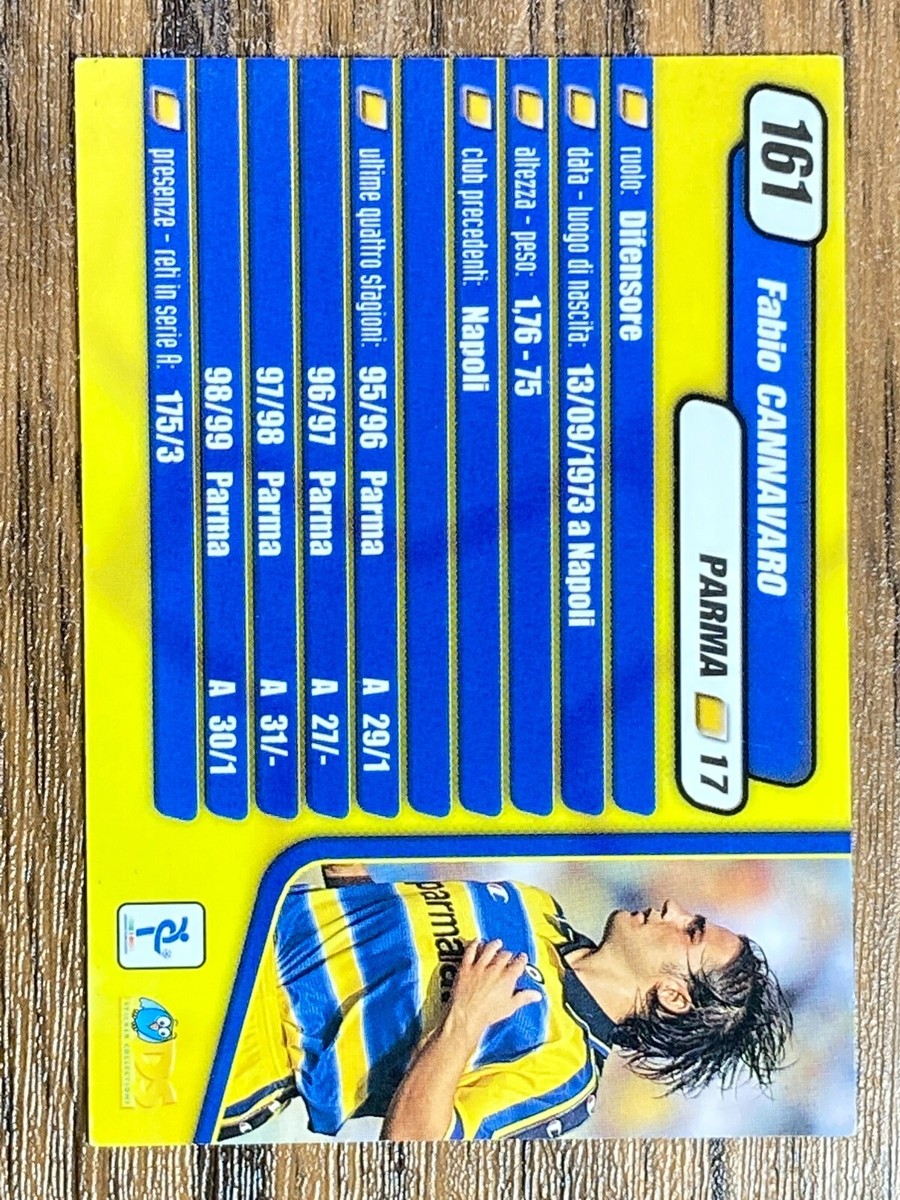 161
Fabio CANNAVARO
PARMA 17
ruolo: Difensore
data - luogo di nascita: 13/09/1973 a Napoli
altezza - peso: 1,76 - 75
club precedenti: Napoli
ultime quattro stagioni: 95/96 Parma A 29/1
96/97 Parma A 27/-
97/98 Parma A 31/-
98/99 Parma A 30/1
presenze - reti in serie A: 175/3
DS
STICKER COLLECTIONS